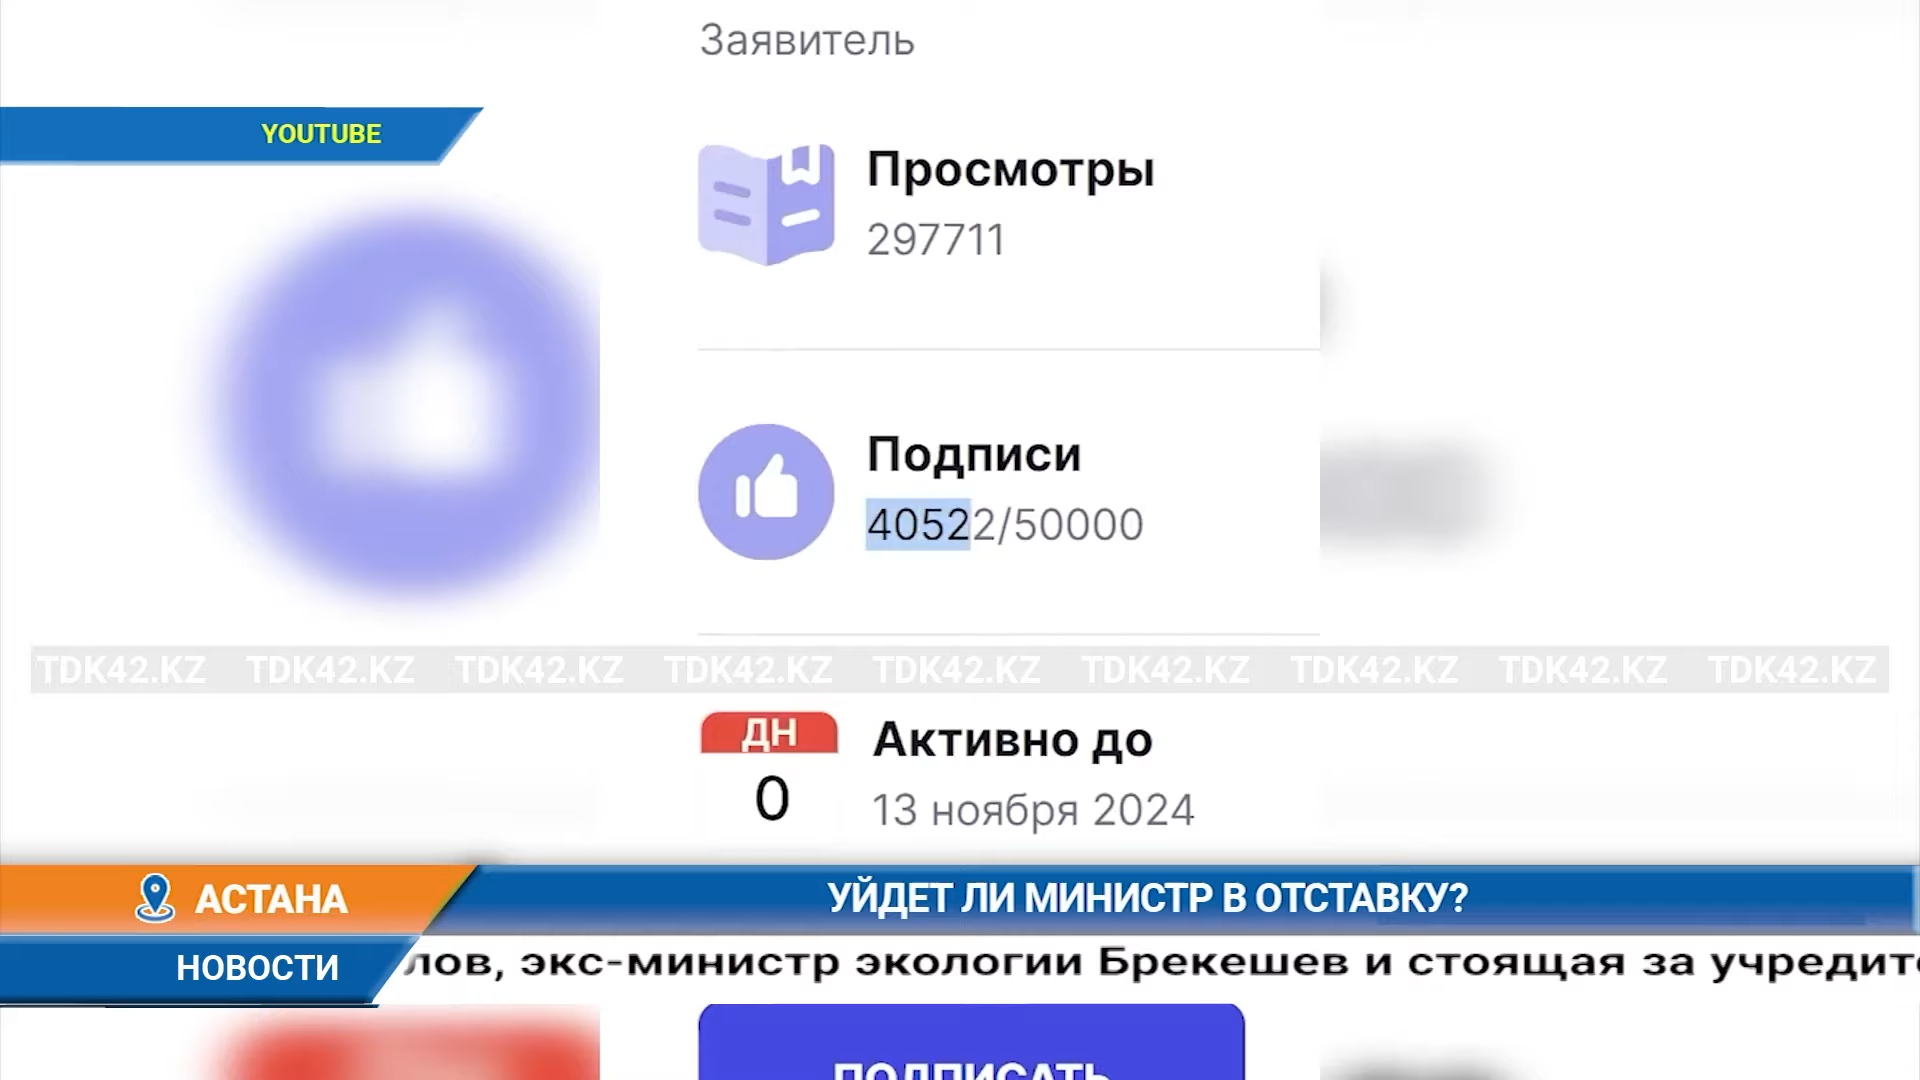 Заявитель
YOUTUBE
Просмотры
297711
Подписи
40522/50000
TDK42.KZ TDK42.KZ TDK42.KZ TDK42.KZ TDK42.KZ TDK42.KZ TDK42.KZ TDK42.KZ TDK42.KZ
ДН
0
Активно до
13 ноября 2024
АСТАНА
УЙДЕТ ЛИ МИНИСТР В ОТСТАВКУ?
НОВОСТИ
лов, экс-министр экологии Брекешев и стоящая за учредит
ПОДПИСАТЬ